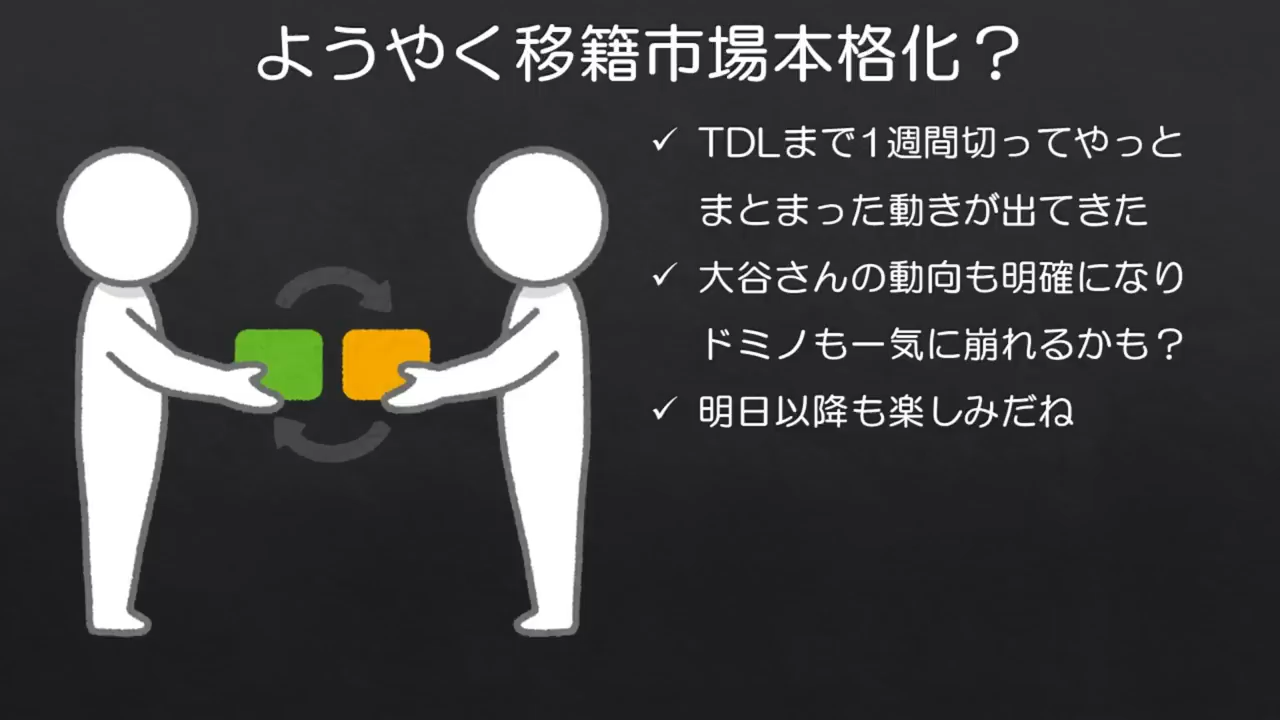 ようやく移籍市場本格化？
✓ TDLまで1週間切ってやっと
まとまった動きが出てきた
✓ 大谷さんの動向も明確になり
ドミノも一気に崩れるかも？
✓ 明日以降も楽しみだね